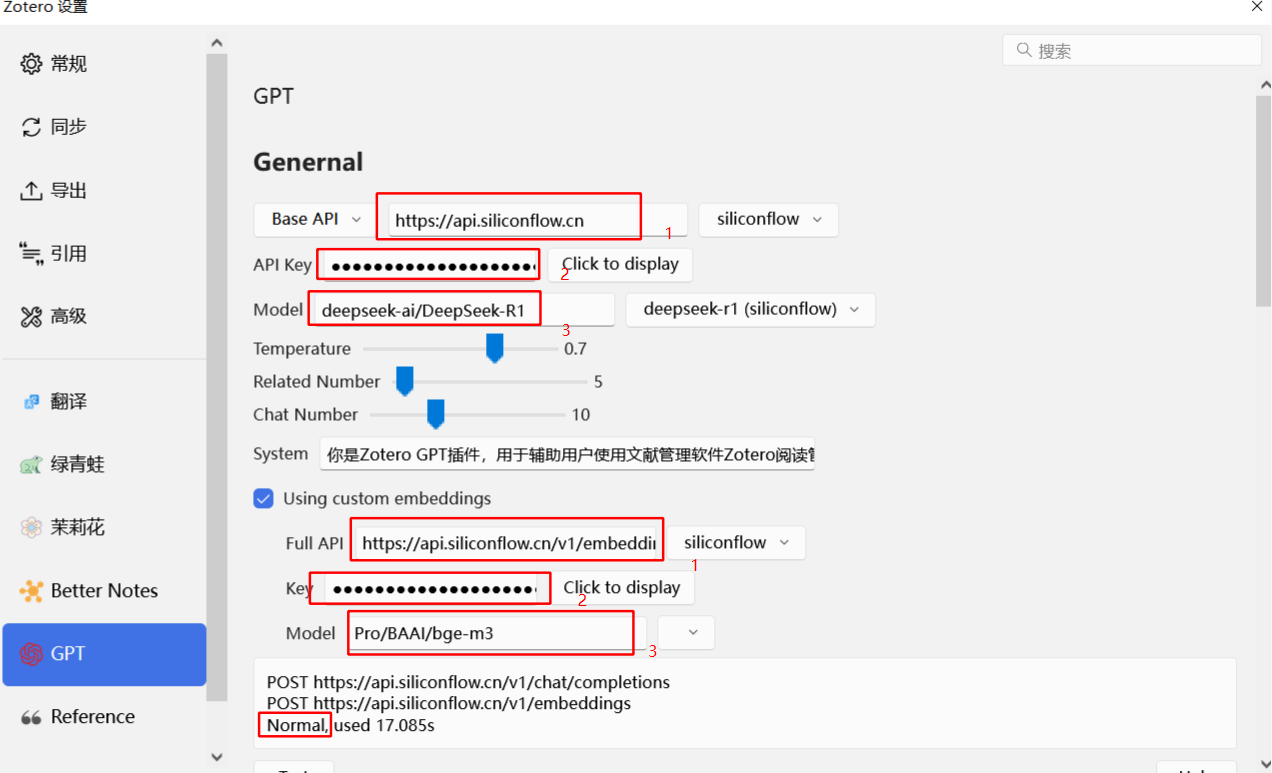 Zotero 设置
常规
同步
导出
引用
高级
翻译
绿青蛙
茉莉花
Better Notes
GPT
Reference
搜索
GPT
Genernal
Base API https://api.siliconflow.cn siliconflow
1
API Key ●●●●●●●●●●●●●●●●●●●● Click to display
2
Model deepseek-ai/DeepSeek-R1 deepseek-r1 (siliconflow)
3
Temperature 0.7
Related Number 5
Chat Number 10
System 你是Zotero GPT插件，用于辅助用户使用文献管理软件Zotero阅读管
Using custom embeddings
Full API https://api.siliconflow.cn/v1/embeddin siliconflow
1
Key ●●●●●●●●●●●●●●●●●●●● Click to display
2
Model Pro/BAAI/bge-m3
3
POST https://api.siliconflow.cn/v1/chat/completions
POST https://api.siliconflow.cn/v1/embeddings
Normal, used 17.085s